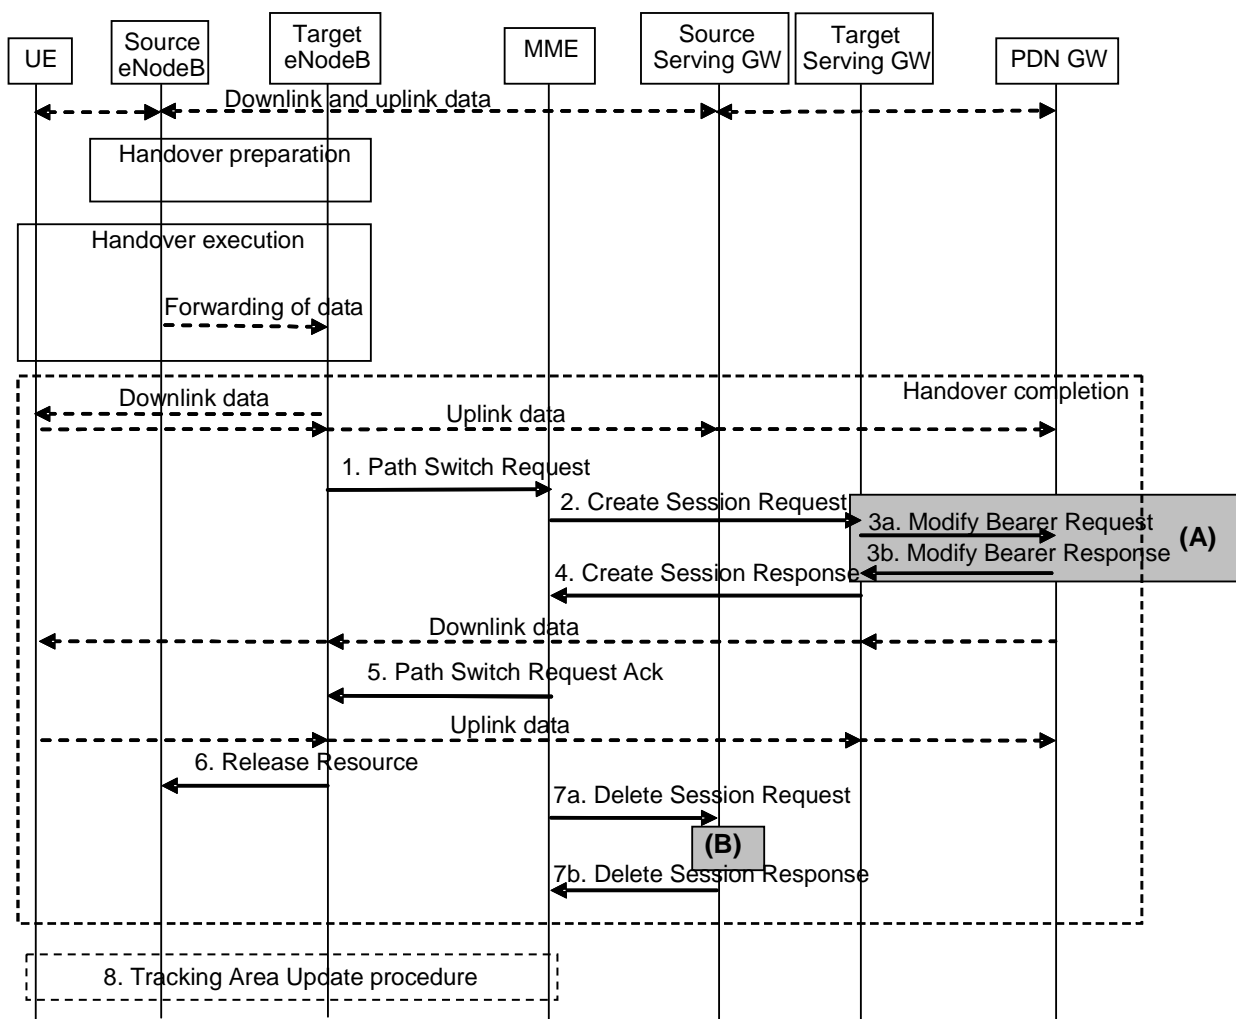 UE
Source
eNodeB
Target
eNodeB
MME
Source
Serving GW
Target
Serving GW
PDN GW
Downlink and uplink data
Handover preparation
Handover execution
Forwarding of data
Handover completion
Downlink data
Uplink data
1. Path Switch Request
2. Create Session Request
3a. Modify Bearer Request
(A)
3b. Modify Bearer Response
4. Create Session Response
Downlink data
5. Path Switch Request Ack
Uplink data
6. Release Resource
7a. Delete Session Request
(B)
7b. Delete Session Response
8. Tracking Area Update procedure